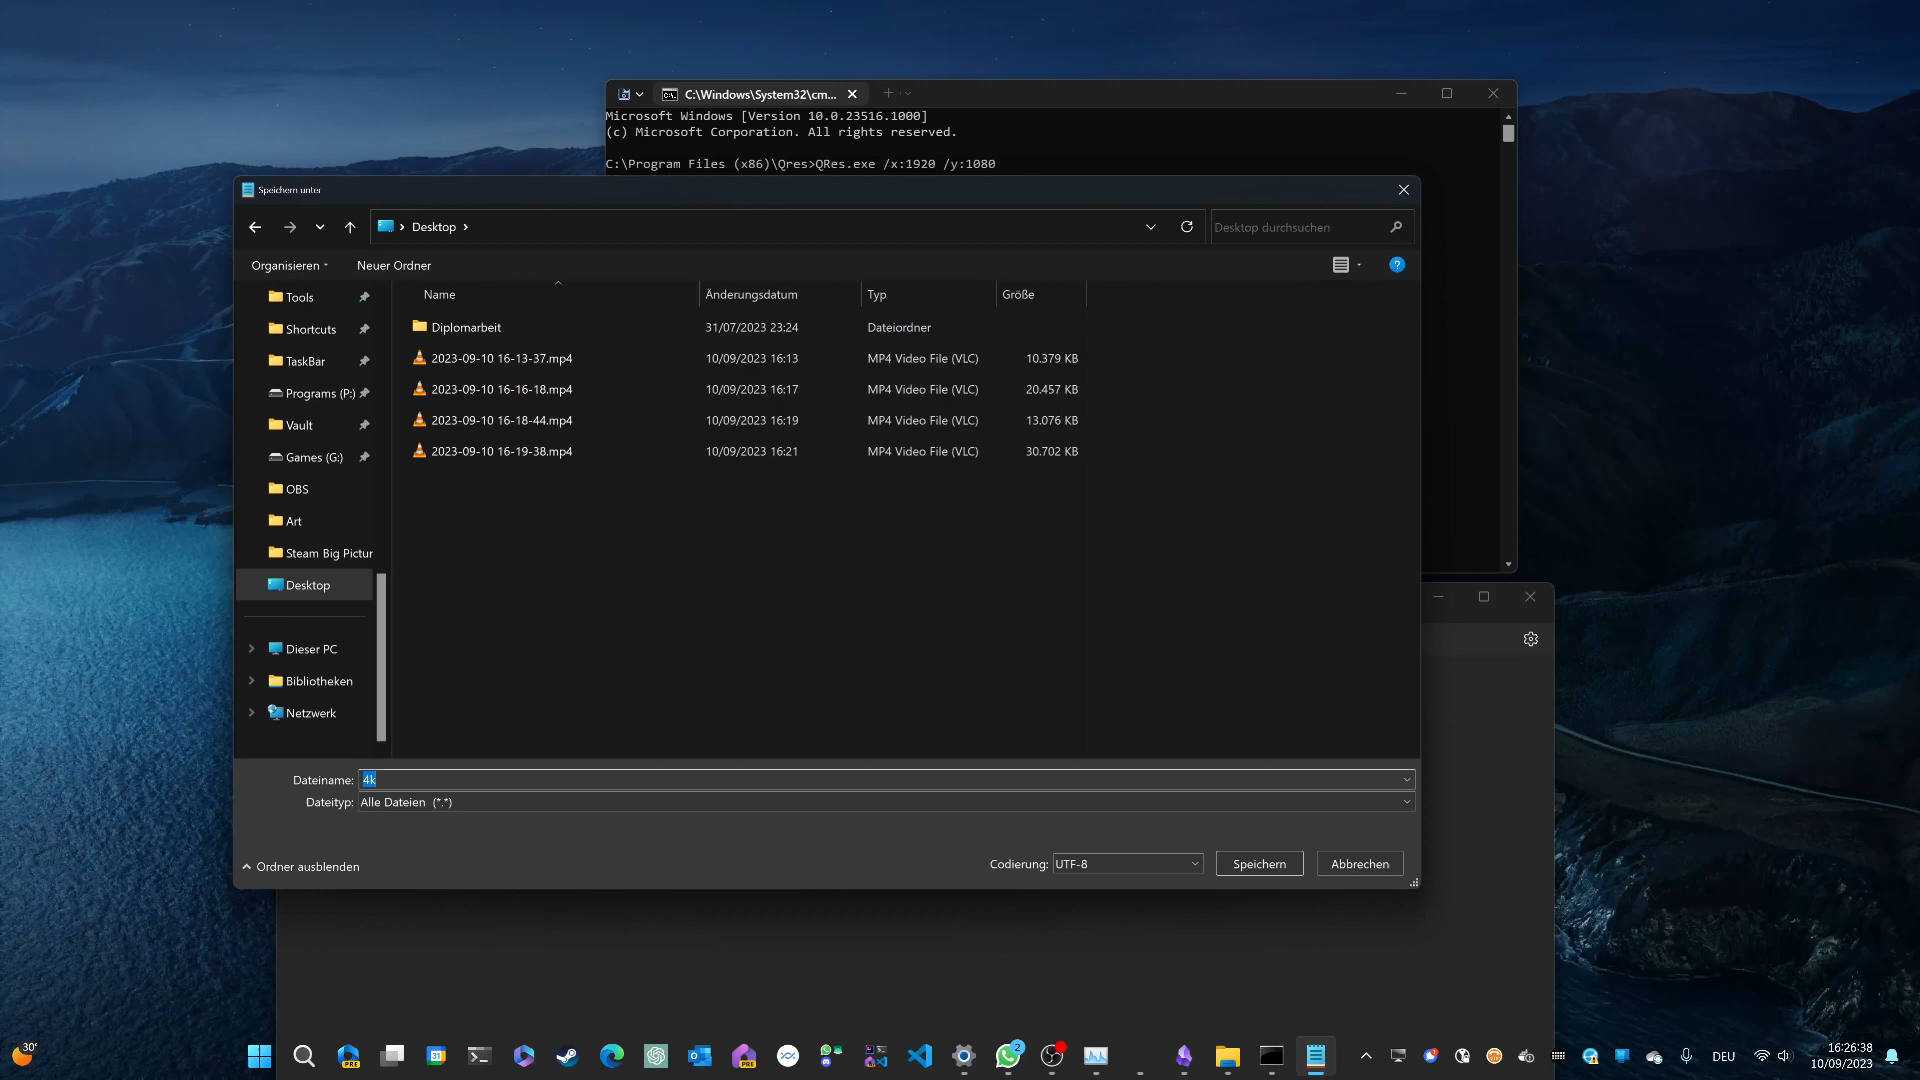 C:\Windows\System32\cm...
Microsoft Windows [Version 10.0.23516.1000]
(c) Microsoft Corporation. All rights reserved.
C:\Program Files (x86)\Qres>QRes.exe /x:1920 /y:1080
Speichern unter
Desktop
Desktop durchsuchen
Organisieren
Neuer Ordner
Name Änderungsdatum Typ Größe
Diplomarbeit 31/07/2023 23:24 Dateiordner
2023-09-10 16-13-37.mp4 10/09/2023 16:13 MP4 Video File (VLC) 10.379 KB
2023-09-10 16-16-18.mp4 10/09/2023 16:17 MP4 Video File (VLC) 20.457 KB
2023-09-10 16-18-44.mp4 10/09/2023 16:19 MP4 Video File (VLC) 13.076 KB
2023-09-10 16-19-38.mp4 10/09/2023 16:21 MP4 Video File (VLC) 30.702 KB
Tools
Shortcuts
TaskBar
Programs (P:)
Vault
Games (G:)
OBS
Art
Steam Big Pictur
Desktop
Dieser PC
Bibliotheken
Netzwerk
Dateiname: 4k
Dateityp: Alle Dateien (*.*)
Ordner ausblenden
Codierung: UTF-8
Speichern
Abbrechen
30°
PRE
31
PRE
2
DEU
16:26:38
10/09/2023